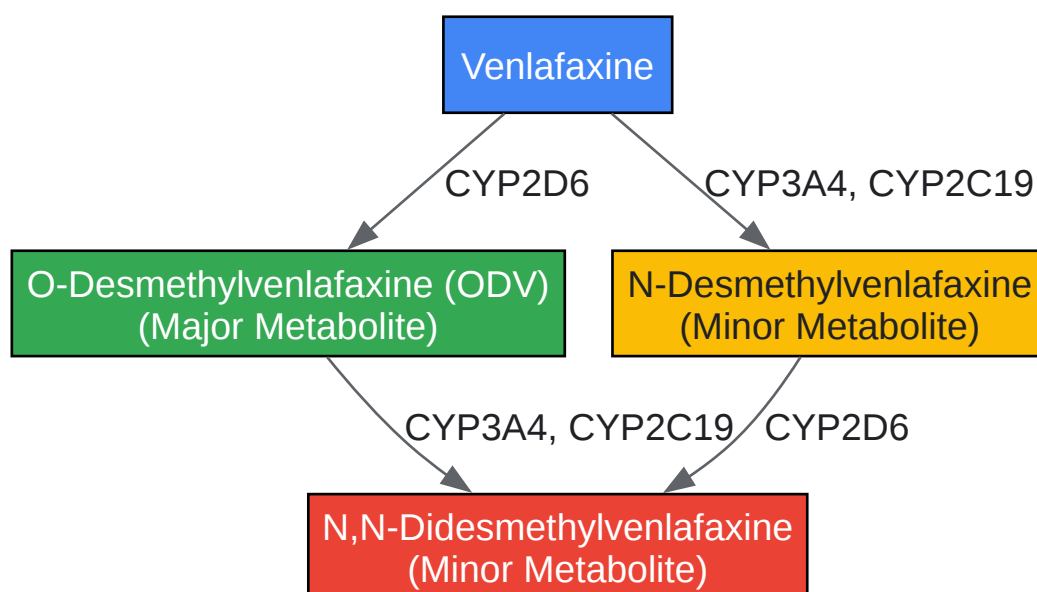 Venlafaxine
CYP2D6
CYP3A4, CYP2C19
O-Desmethylvenlafaxine (ODV)
(Major Metabolite)
N-Desmethylvenlafaxine
(Minor Metabolite)
CYP3A4, CYP2C19
CYP2D6
N,N-Didesmethylvenlafaxine
(Minor Metabolite)